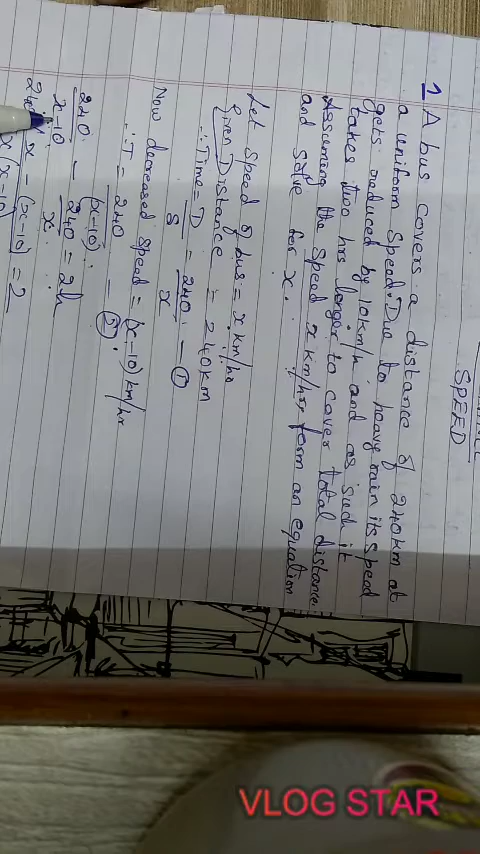 SPEED
1 A bus covers a distance of 240km at
a uniform speed. Due to heavy rain its speed
gets reduced by 10km/h and as such it
takes two hrs longer to cover total distance.
Assuming the speed x km/hr, form an equation
and solve for x.
Let speed of bus = x km/hr
given Distance = 240km
∴ Time = D/S = 240/x — ①
Now decreased speed = (x-10) km/hr
∴ T = 240/(x-10) — ②
240/x-10 - 240/x = 2h
x - (x-10) = 2
x(x-10)
VLOG STAR